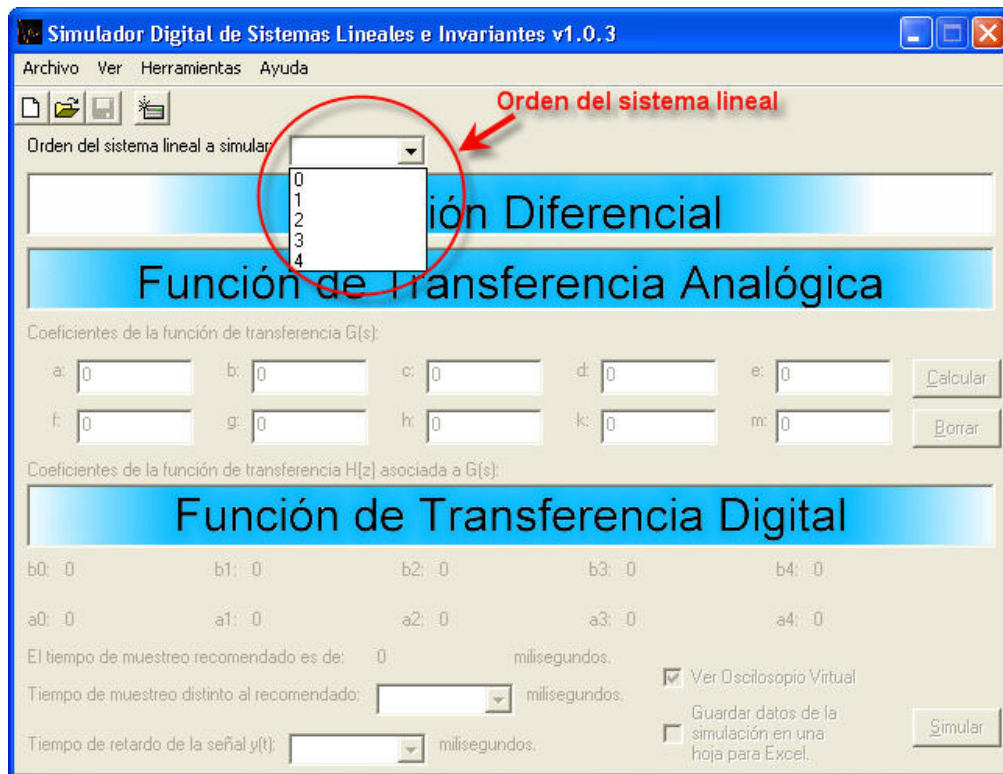 Simulador Digital de Sistemas Lineales e Invariantes v1.0.3
Archivo Ver Herramientas Ayuda
Orden del sistema lineal
Orden del sistema lineal a simular:
0
1
2
3
4
ión Diferencial
Función de Transferencia Analógica
Coeficientes de la función de transferencia G(s):
a: 0 b: 0 c: 0 d: 0 e: 0 Calcular
f: 0 g: 0 h: 0 k: 0 m: 0 Borrar
Coeficientes de la función de transferencia H[z] asociada a G(s):
Función de Transferencia Digital
b0: 0 b1: 0 b2: 0 b3: 0 b4: 0
a0: 0 a1: 0 a2: 0 a3: 0 a4: 0
El tiempo de muestreo recomendado es de: 0 milisegundos.
Tiempo de muestreo distinto al recomendado: milisegundos.
Tiempo de retardo de la señal y(t): milisegundos.
Ver Osciloscopio Virtual
Guardar datos de la
simulación en una
hoja para Excel.
Simular